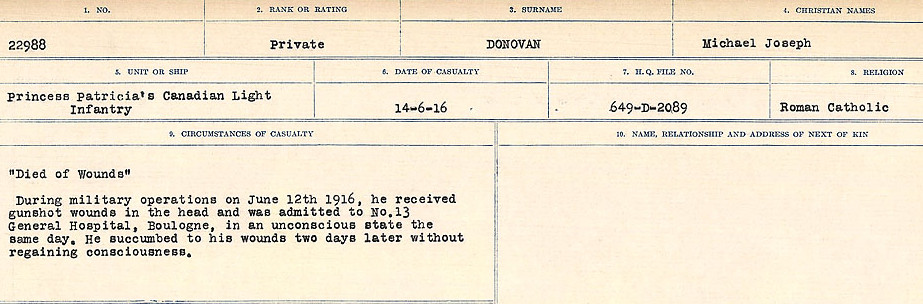 1. NO. 2. RANK OR RATING 3. SURNAME 4. CHRISTIAN NAMES
22988 Private DONOVAN Michael Joseph
5. UNIT OR SHIP 6. DATE OF CASUALTY 7. H.Q. FILE NO. 8. RELIGION
Princess Patricia's Canadian Light
Infantry 14-6-16 649-D-2089 Roman Catholic
9. CIRCUMSTANCES OF CASUALTY 10. NAME, RELATIONSHIP AND ADDRESS OF NEXT OF KIN
"Died of Wounds"
During military operations on June 12th 1916, he received
gunshot wounds in the head and was admitted to No.13
General Hospital, Boulogne, in an unconscious state the
same day. He succumbed to his wounds two days later without
regaining consciousness.